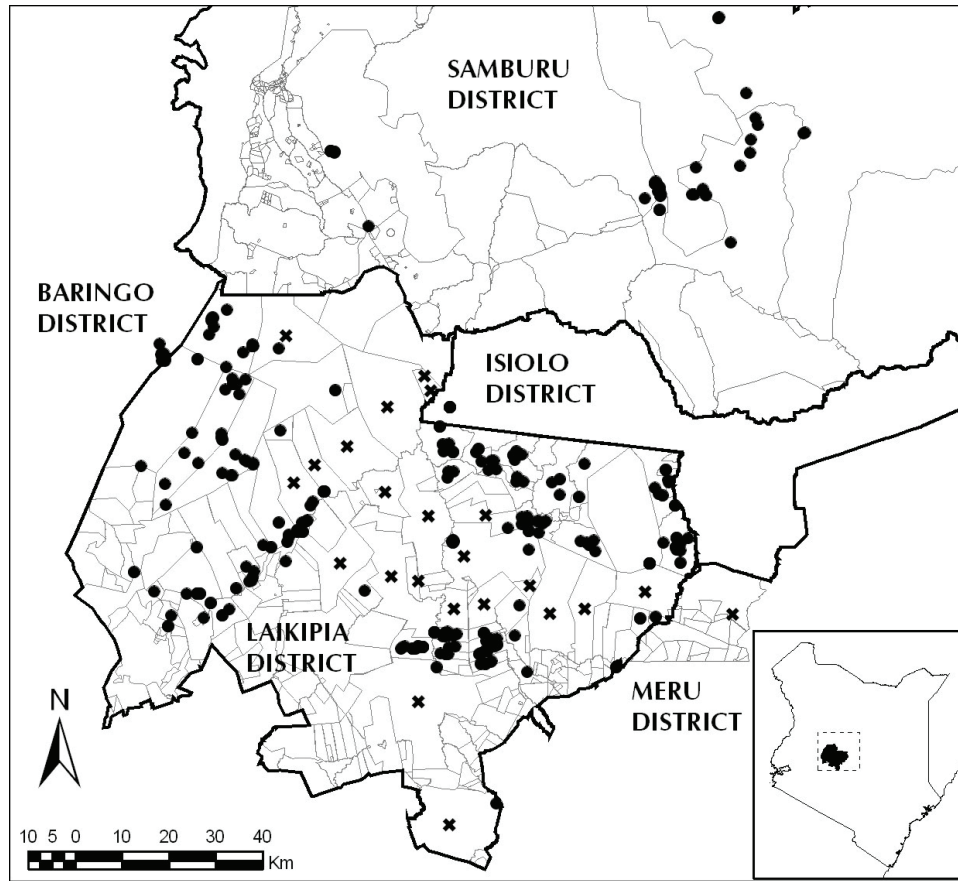 SAMBURU
DISTRICT
BARINGO
DISTRICT
ISIOLO
DISTRICT
LAIKIPIA
DISTRICT
MERU
DISTRICT
N
10 5 0 10 20 30 40
Km